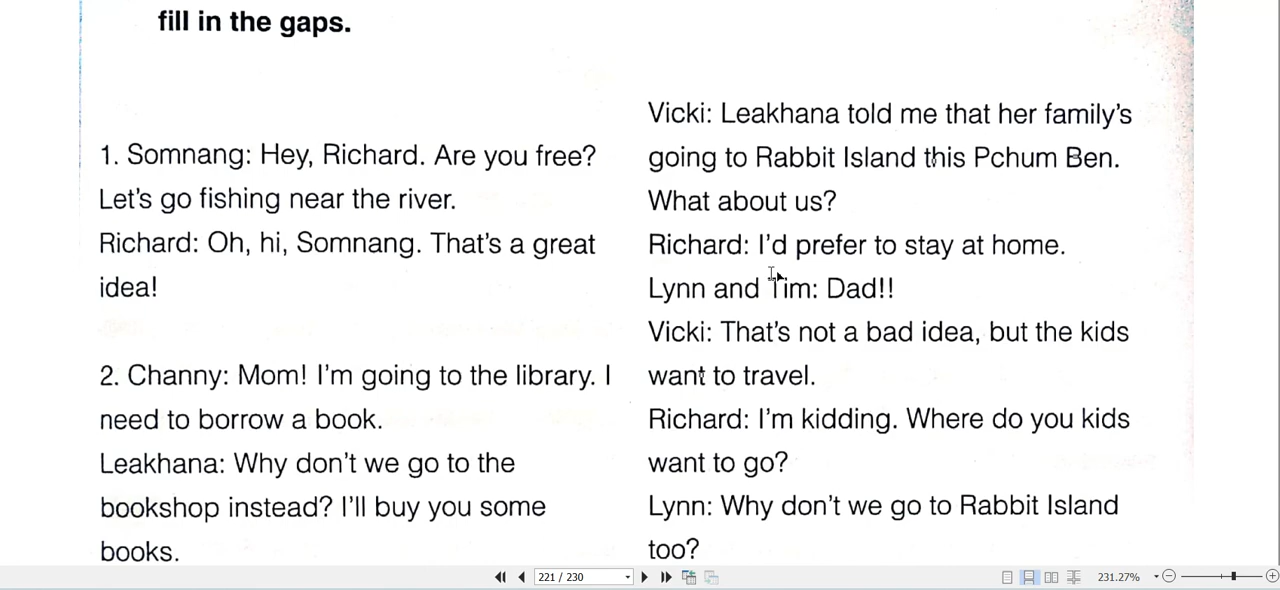 fill in the gaps.
1. Somnang: Hey, Richard. Are you free?
Let's go fishing near the river.
Richard: Oh, hi, Somnang. That's a great
idea!
2. Channy: Mom! I'm going to the library. I
need to borrow a book.
Leakhana: Why don't we go to the
bookshop instead? I'll buy you some
books.
Vicki: Leakhana told me that her family's
going to Rabbit Island this Pchum Ben.
What about us?
Richard: I'd prefer to stay at home.
Lynn and Tim: Dad!!
Vicki: That's not a bad idea, but the kids
want to travel.
Richard: I'm kidding. Where do you kids
want to go?
Lynn: Why don't we go to Rabbit Island
too?
221 / 230
231.27%